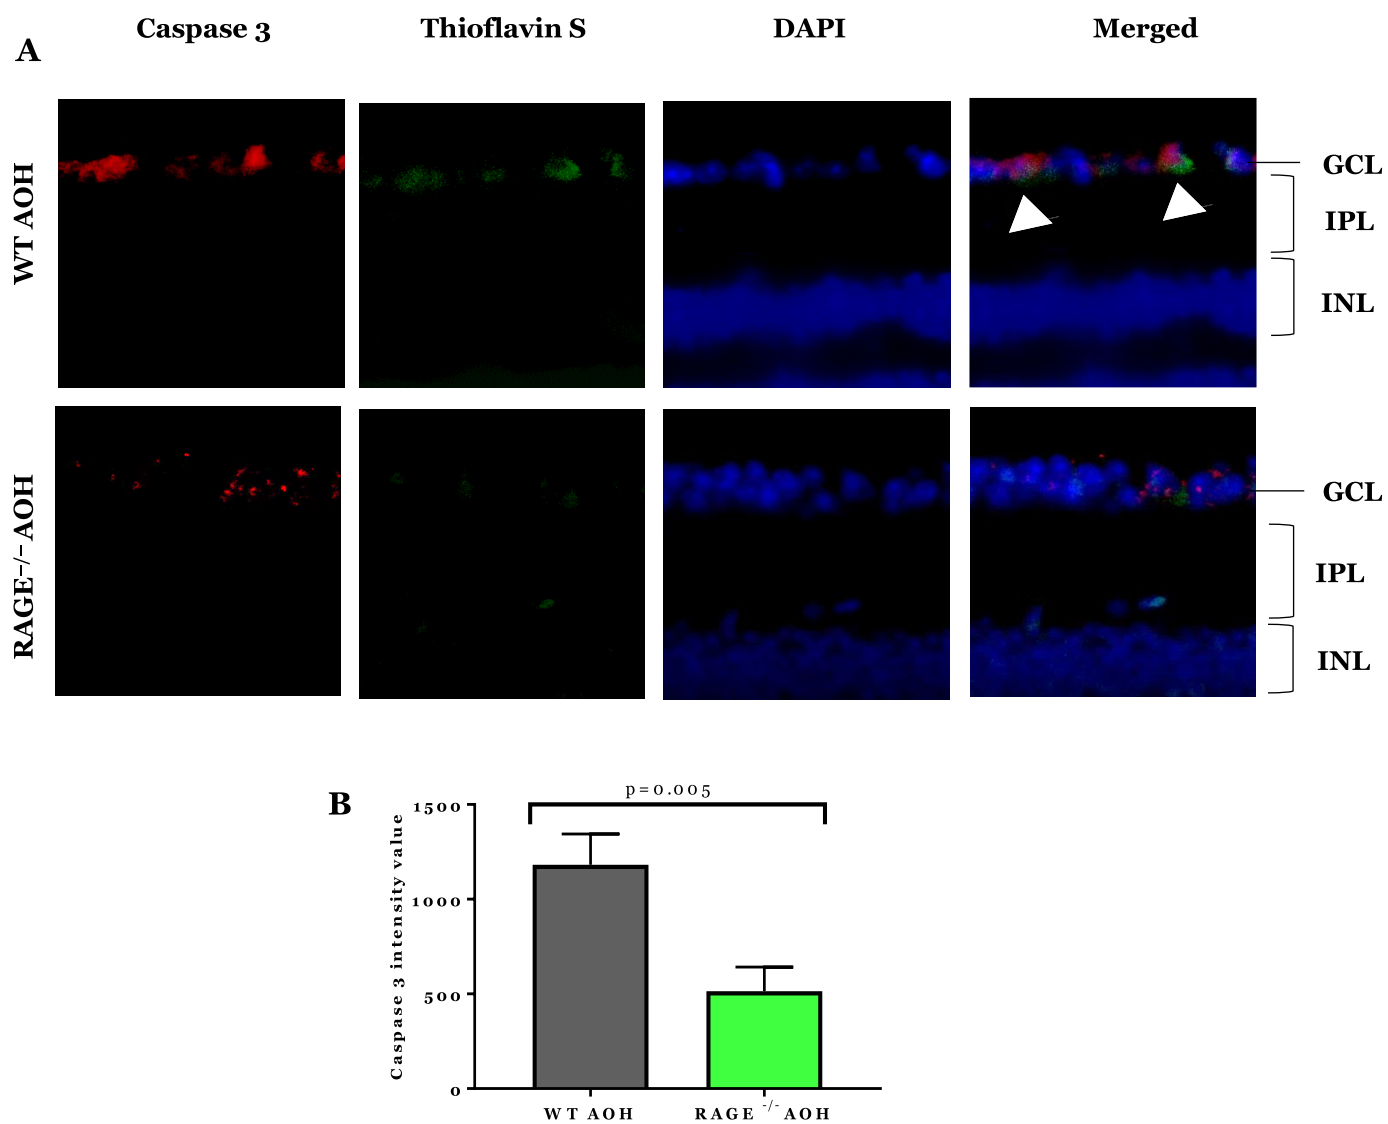 Caspase 3 Thioflavin S DAPI Merged
A
WT AOH
GCL
IPL
INL
RAGE−/− AOH
GCL
IPL
INL
B
p=0.005
Caspase 3 intensity value
1500
1000
500
0
WT AOH RAGE -/- AOH